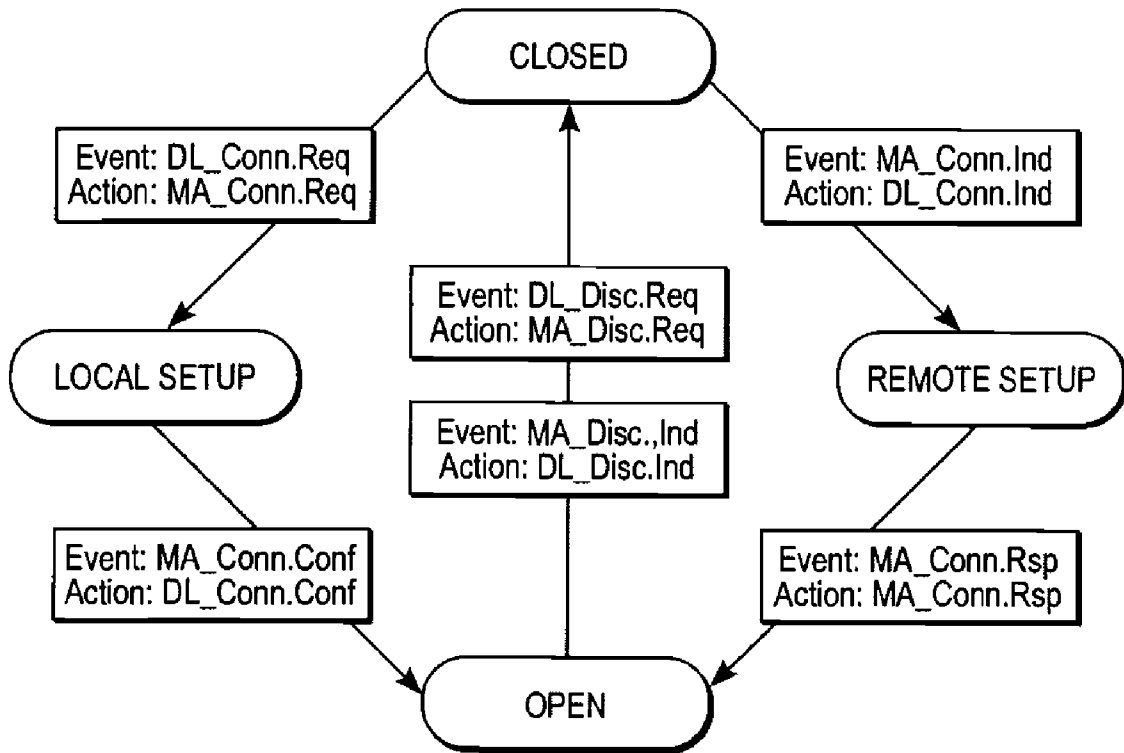 CLOSED
Event: DL_Conn.Req
Action: MA_Conn.Req
Event: MA_Conn.Ind
Action: DL_Conn.Ind
Event: DL_Disc.Req
Action: MA_Disc.Req
LOCAL SETUP
REMOTE SETUP
Event: MA_Disc.,Ind
Action: DL_Disc.Ind
Event: MA_Conn.Conf
Action: DL_Conn.Conf
Event: MA_Conn.Rsp
Action: MA_Conn.Rsp
OPEN